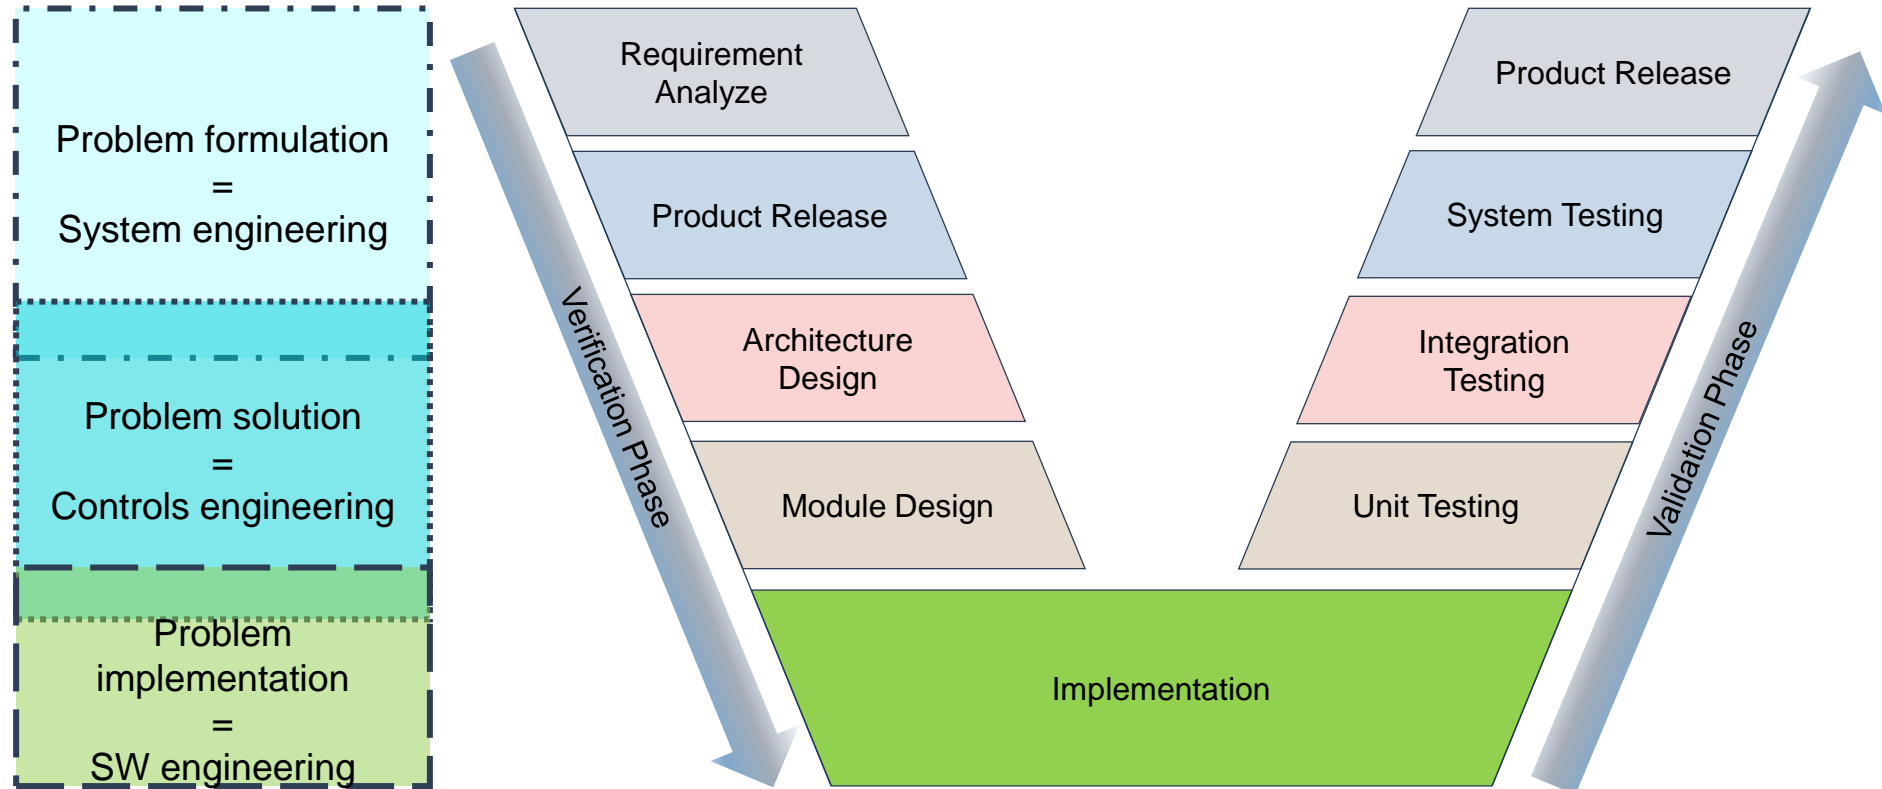 Problem formulation
=
System engineering
Problem solution
=
Controls engineering
Problem
implementation
=
SW engineering
Verification Phase
Requirement
Analyze
Product Release
Architecture
Design
Module Design
Implementation
Product Release
System Testing
Integration
Testing
Unit Testing
Validation Phase